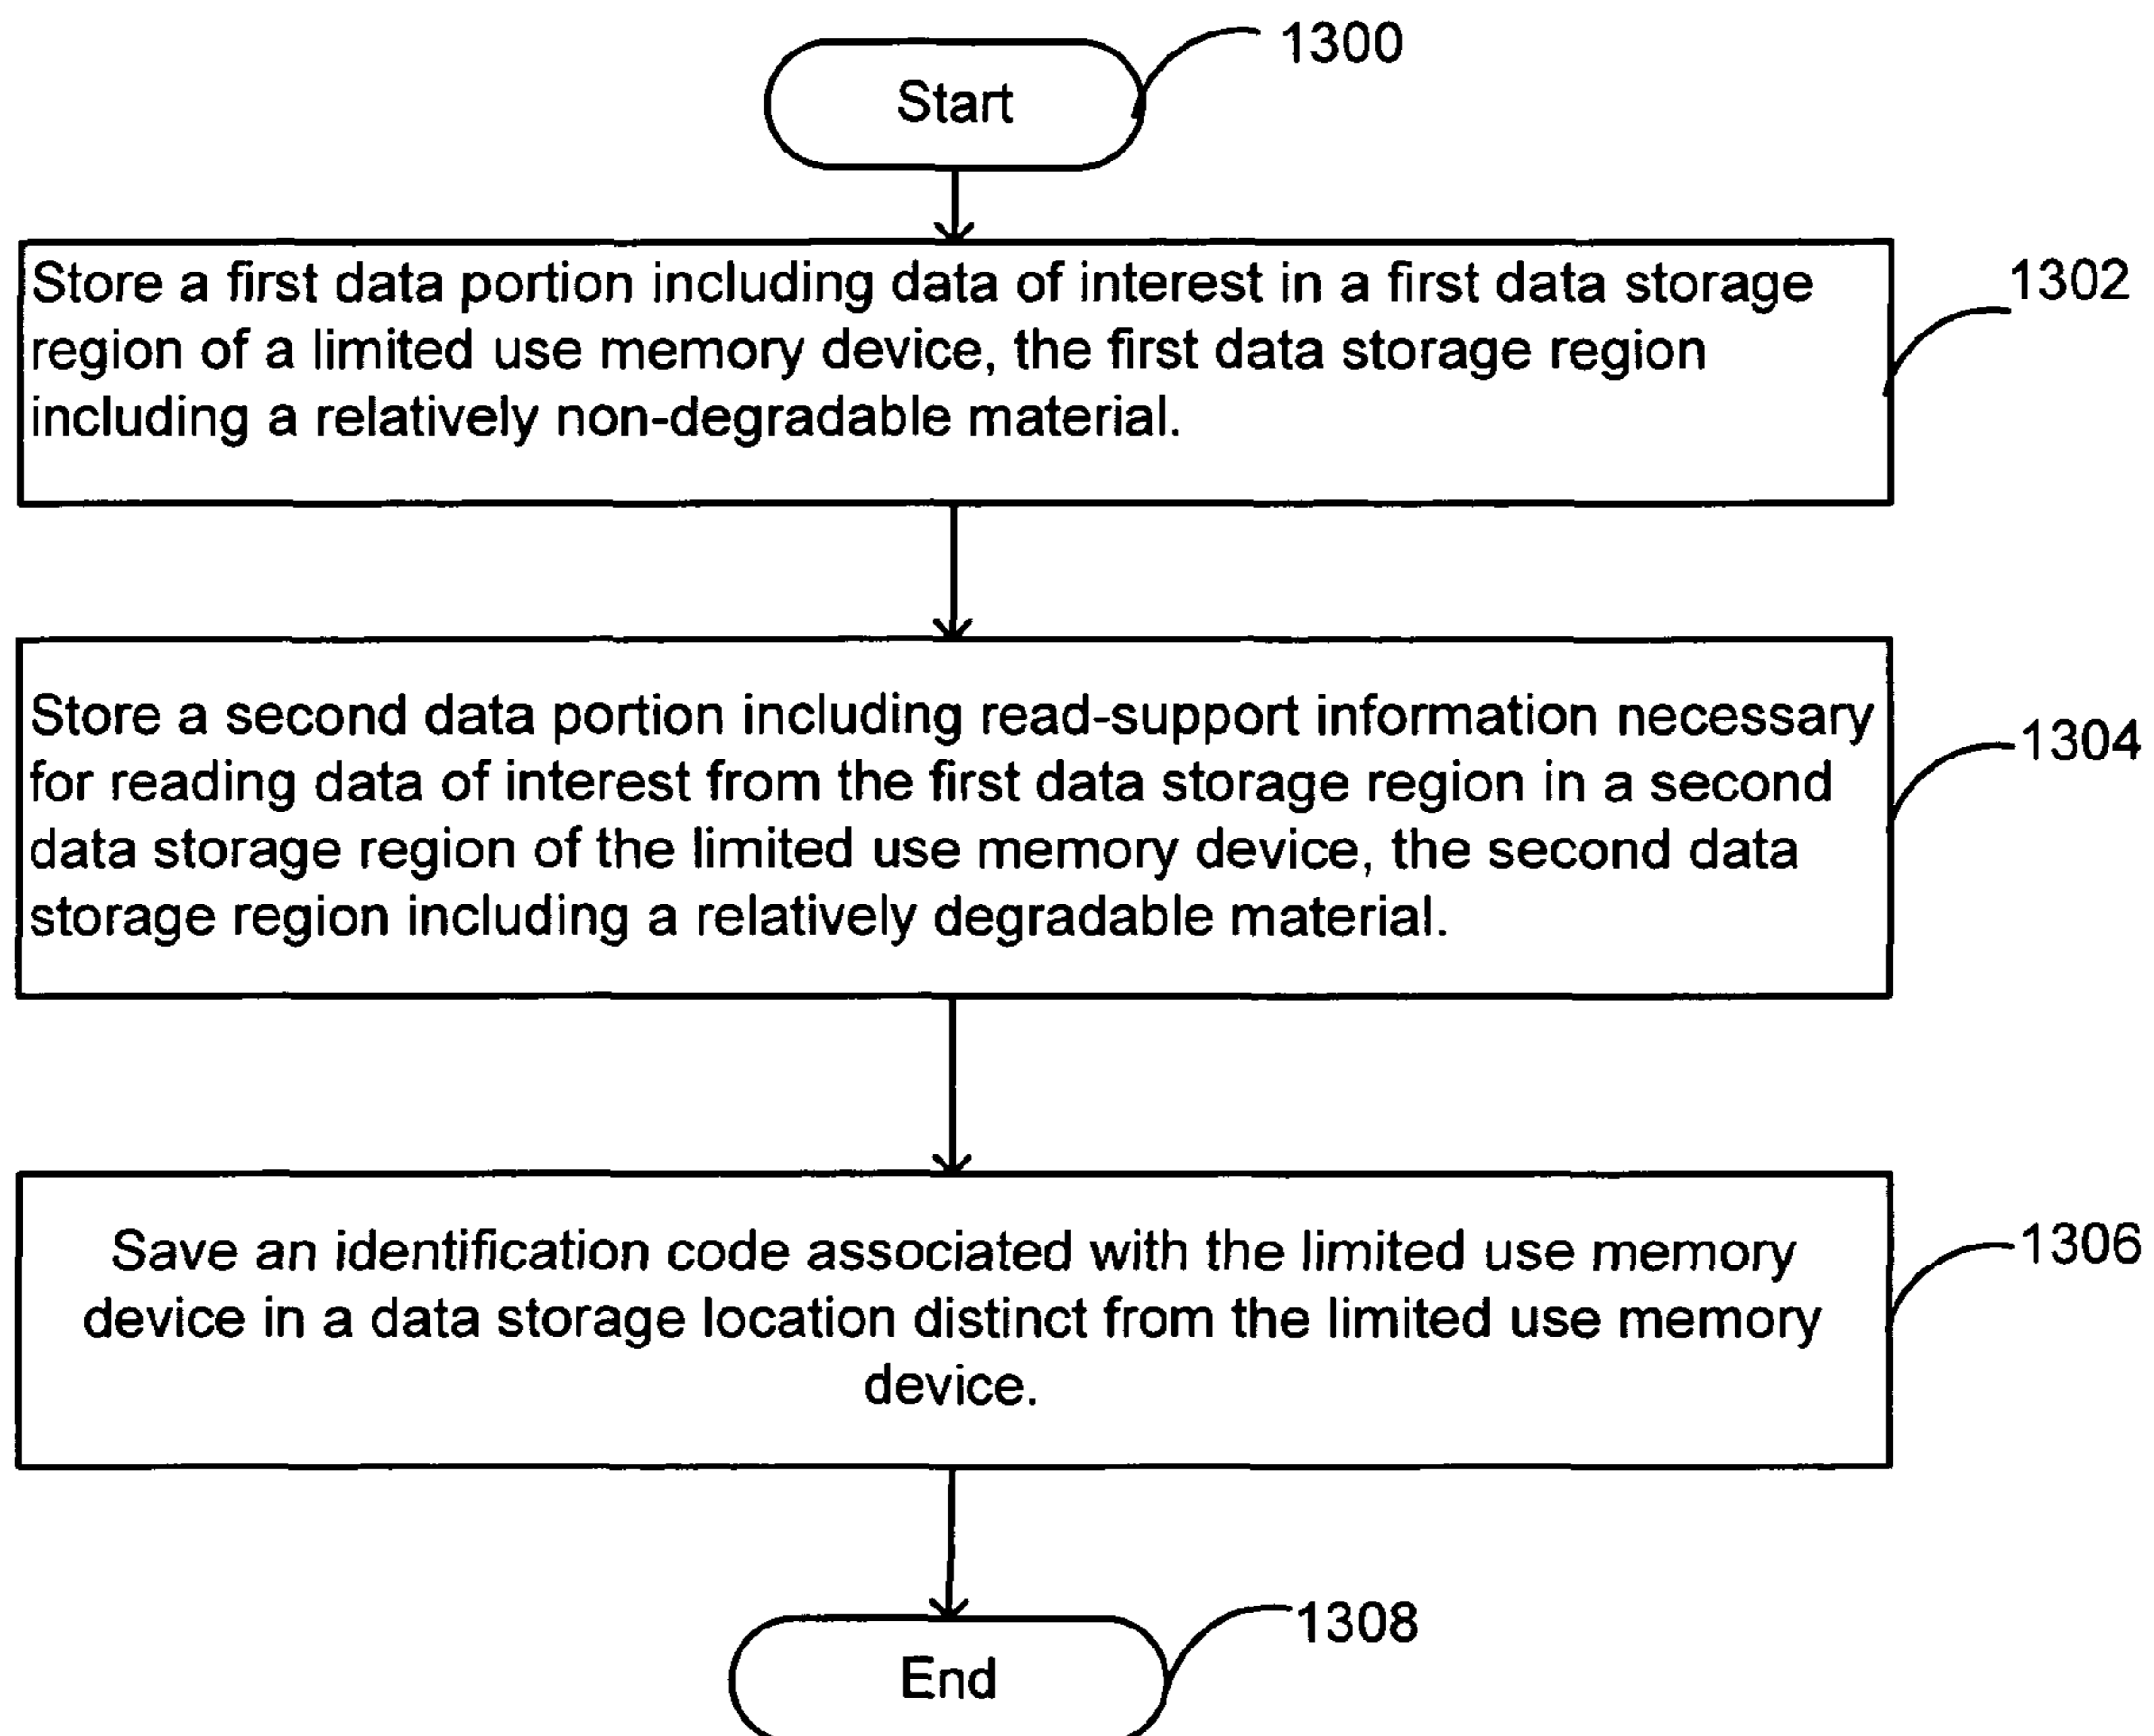 1300
Start
Store a first data portion including data of interest in a first data storage
region of a limited use memory device, the first data storage region
including a relatively non-degradable material.
1302
Store a second data portion including read-support information necessary
for reading data of interest from the first data storage region in a second
data storage region of the limited use memory device, the second data
storage region including a relatively degradable material.
1304
Save an identification code associated with the limited use memory
device in a data storage location distinct from the limited use memory
device.
1306
1308
End